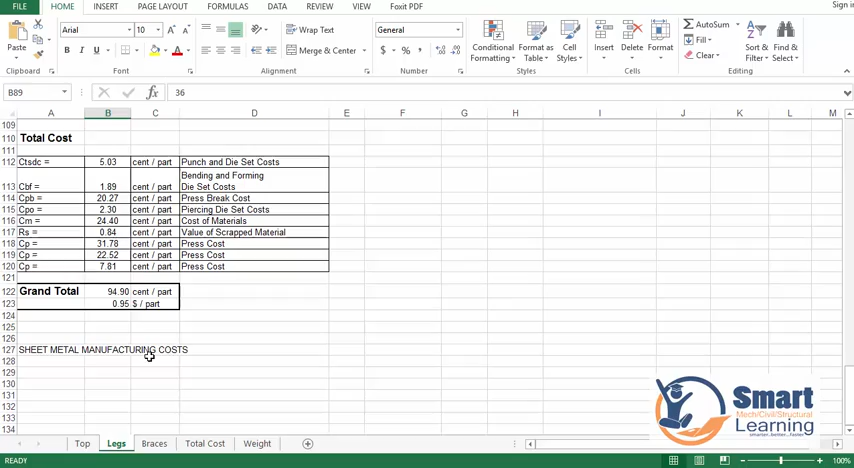 FILE HOME INSERT PAGE LAYOUT FORMULAS DATA REVIEW VIEW Foxit PDF Sign in
Paste
Arial 10
Wrap Text
Merge & Center
General
B I U
Conditional Formatting
Format as Table
Cell Styles
Insert Delete Format
AutoSum
Fill
Clear
Sort & Filter
Find & Select
Clipboard Font Alignment Number Styles Cells Editing
B89 fx 36
A B C D E F G H I J K L M
109
110 Total Cost
111
112 Ctsdc = 5.03 cent / part Punch and Die Set Costs
Bending and Forming
113 Cbf = 1.89 cent / part Die Set Costs
114 Cpb = 20.27 cent / part Press Break Cost
115 Cpo = 2.30 cent / part Piercing Die Set Costs
116 Cm = 24.40 cent / part Cost of Materials
117 Rs = 0.84 cent / part Value of Scrapped Material
118 Cp = 31.78 cent / part Press Cost
119 Cp = 22.52 cent / part Press Cost
120 Cp = 7.81 cent / part Press Cost
121
122 Grand Total 94.90 cent / part
123 0.95 $ / part
124
125
126
127 SHEET METAL MANUFACTURING COSTS
128
129
130
131
132
133
134
Smart
Mech/Civil/Structural
Learning
smarter, better, faster...
Top Legs Braces Total Cost Weight
READY 100%